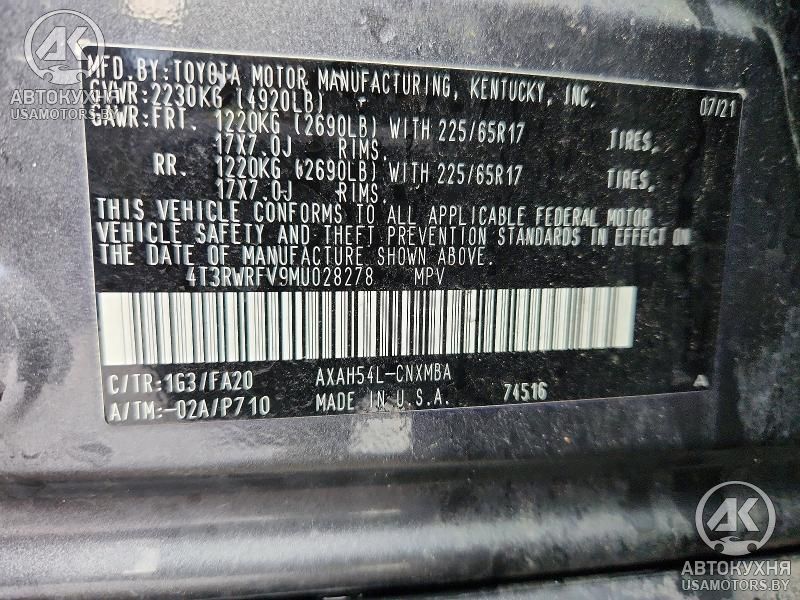 MFD. BY: TOYOTA MOTOR MANUFACTURING, KENTUCKY, INC.
GVWR: 2230KG (4920LB) 07/21
GAWR: FRT. 1220KG (2690LB) WITH 225/65R17 TIRES,
17X7.0J RIMS,
RR. 1220KG (2690LB) WITH 225/65R17 TIRES,
17X7.0J RIMS,
THIS VEHICLE CONFORMS TO ALL APPLICABLE FEDERAL MOTOR
VEHICLE SAFETY AND THEFT PREVENTION STANDARDS IN EFFECT ON
THE DATE OF MANUFACTURE SHOWN ABOVE.
4T3RWRFV9MU028278 MPV
C/TR: 163/FA20 AXAH54L-CNXMBA
A/TM: -02A/P710 MADE IN U.S.A. 74516 A
АК
АВТОКУХНЯ
USAMOTORS.BY
АК
АВТОКУХНЯ
USAMOTORS.BY